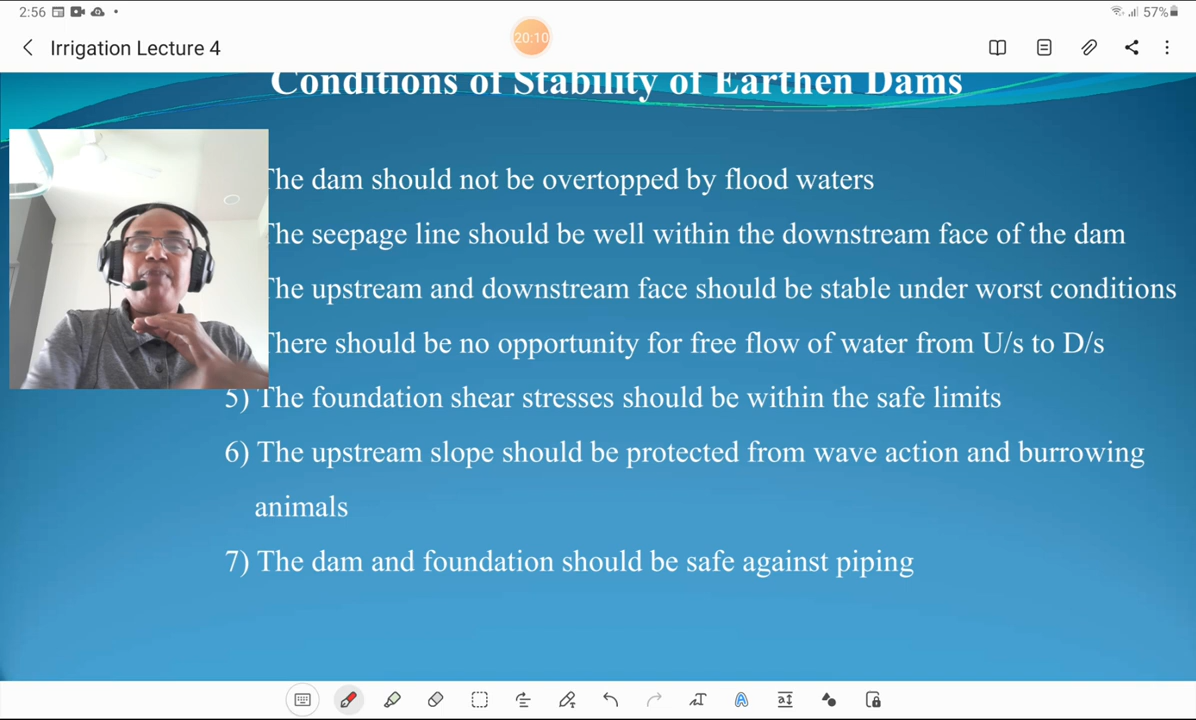 2:56
57%
Irrigation Lecture 4
20:10
Conditions of Stability of Earthen Dams
The dam should not be overtopped by flood waters
The seepage line should be well within the downstream face of the dam
The upstream and downstream face should be stable under worst conditions
There should be no opportunity for free flow of water from U/s to D/s
5) The foundation shear stresses should be within the safe limits
6) The upstream slope should be protected from wave action and burrowing
animals
7) The dam and foundation should be safe against piping